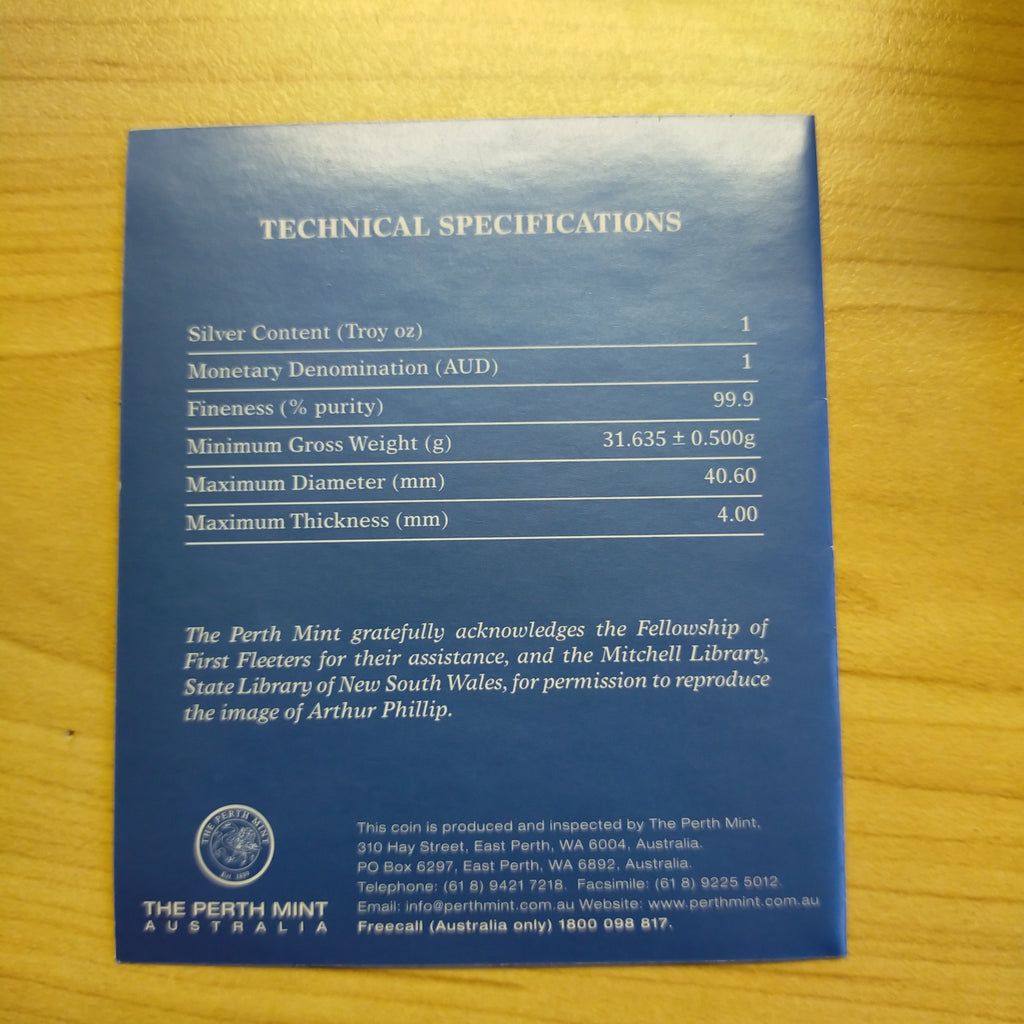 TECHNICAL SPECIFICATIONS
Silver Content (Troy oz) 1
Monetary Denomination (AUD) 1
Fineness (% purity) 99.9
Minimum Gross Weight (g) 31.635 ± 0.500g
Maximum Diameter (mm) 40.60
Maximum Thickness (mm) 4.00
The Perth Mint gratefully acknowledges the Fellowship of
First Fleeters for their assistance, and the Mitchell Library,
State Library of New South Wales, for permission to reproduce
the image of Arthur Phillip.
THE PERTH MINT
Est 1899
THE PERTH MINT
AUSTRALIA
This coin is produced and inspected by The Perth Mint,
310 Hay Street, East Perth, WA 6004, Australia.
PO Box 6297, East Perth, WA 6892, Australia.
Telephone: (61 8) 9421 7218. Facsimile: (61 8) 9225 5012.
Email: info@perthmint.com.au Website: www.perthmint.com.au
Freecall (Australia only) 1800 098 817.